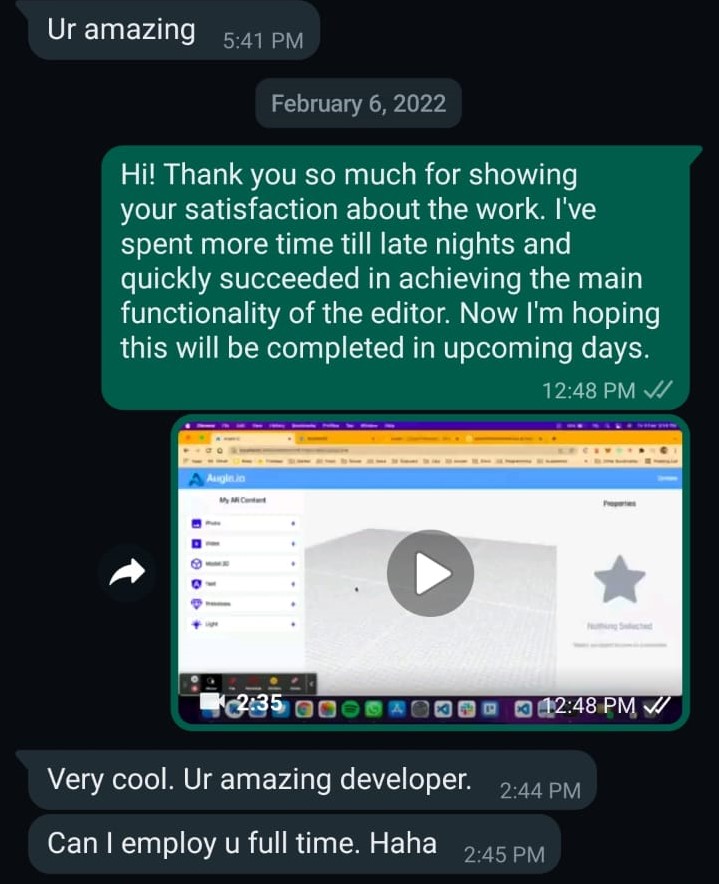 Ur amazing 5:41 PM
February 6, 2022
Hi! Thank you so much for showing
your satisfaction about the work. I've
spent more time till late nights and
quickly succeeded in achieving the main
functionality of the editor. Now I'm hoping
this will be completed in upcoming days.
12:48 PM
AugIn.io
My AR Content
Properties
Photo
Video
Model 3D
Text
Primitives
Light
Nothing Selected
2:35 12:48 PM
Very cool. Ur amazing developer. 2:44 PM
Can I employ u full time. Haha 2:45 PM